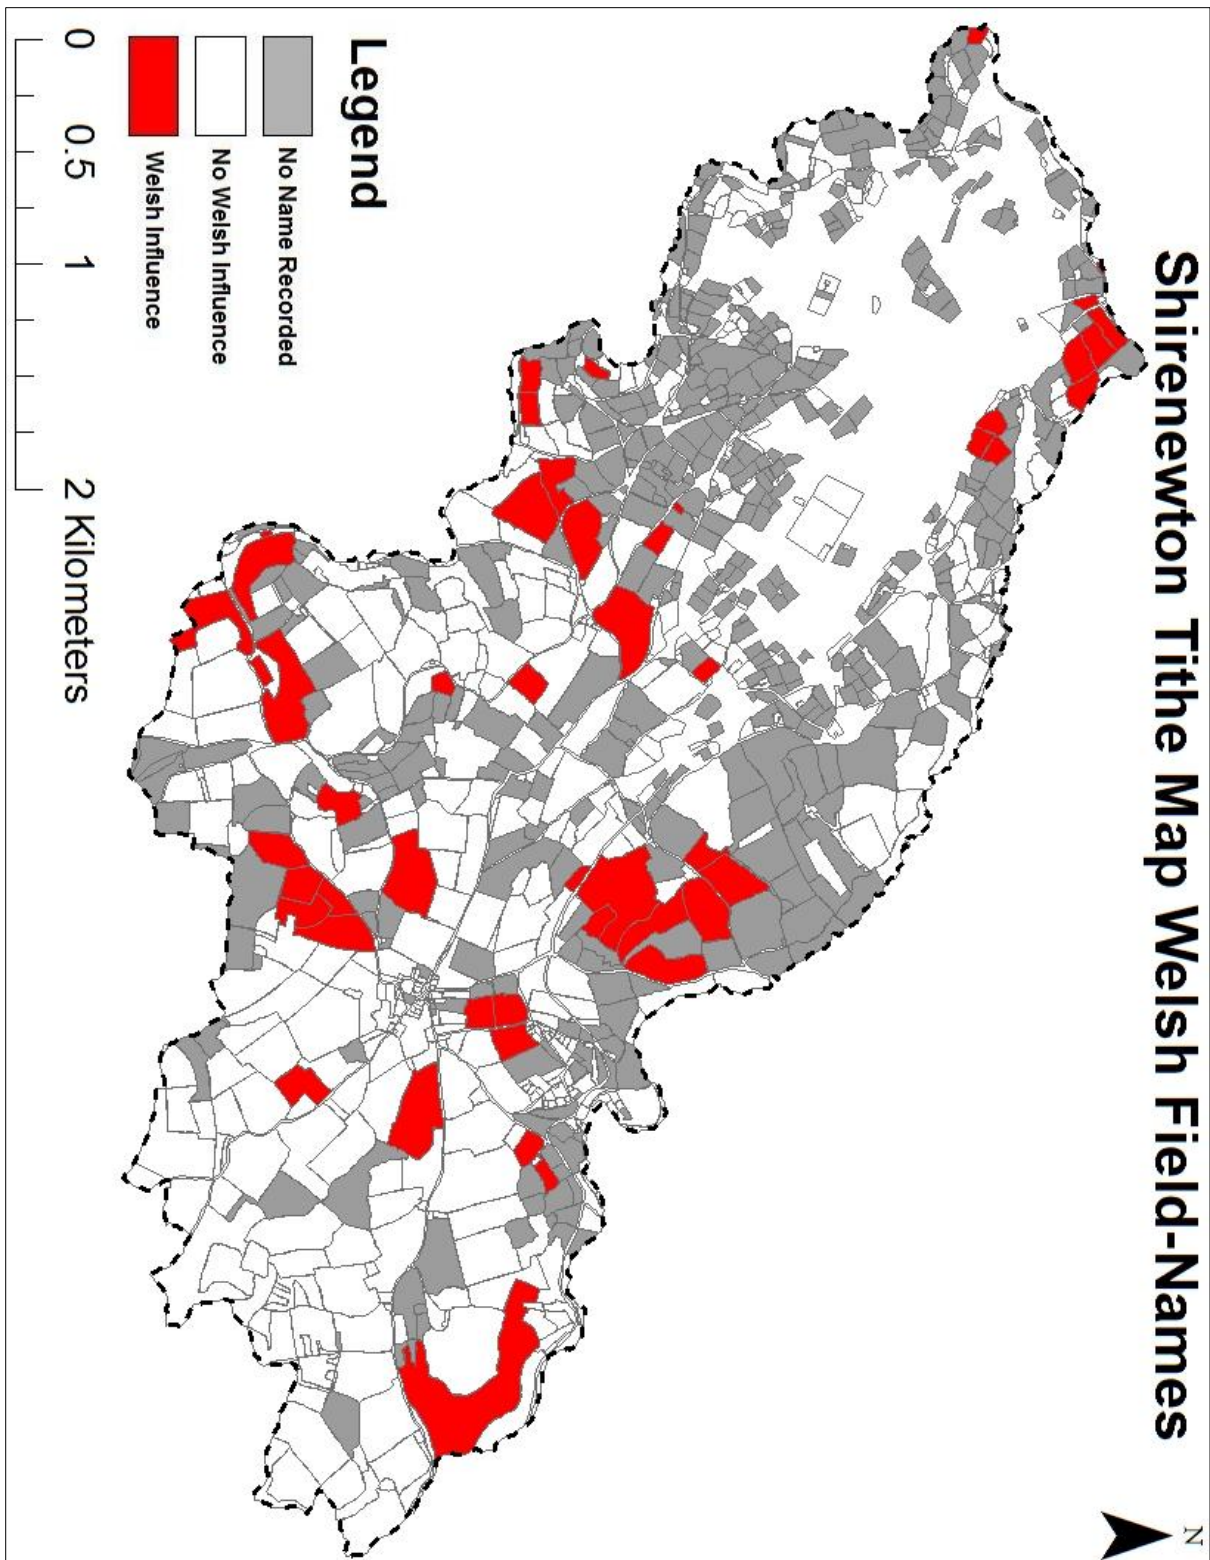 Shirenewton Tithe Map Welsh Field-Names
N
Legend
No Name Recorded
No Welsh Influence
Welsh Influence
0 0.5 1 2 Kilometers